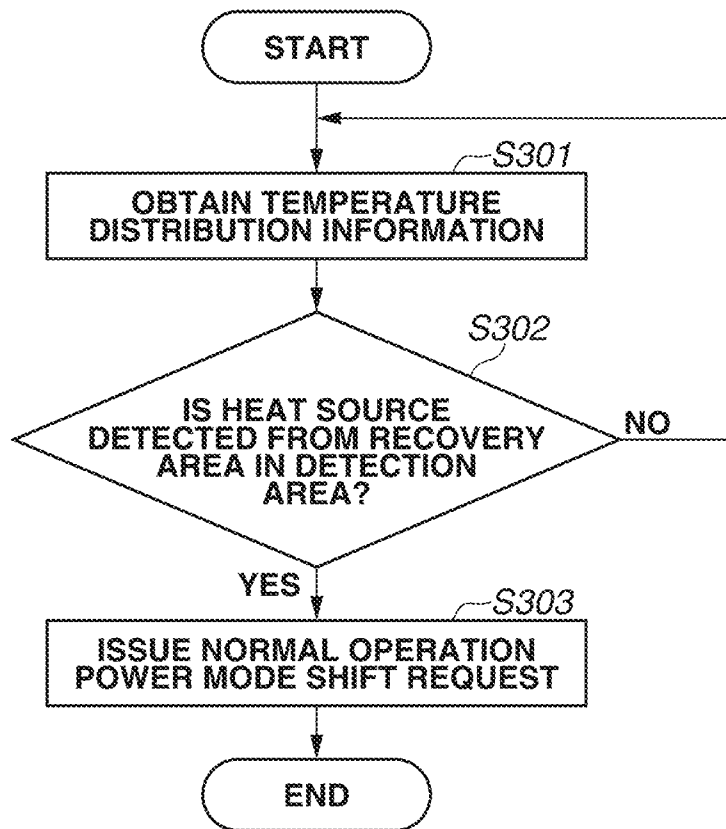 START
S301
OBTAIN TEMPERATURE
DISTRIBUTION INFORMATION
S302
IS HEAT SOURCE
DETECTED FROM RECOVERY
AREA IN DETECTION
AREA?
NO
YES
S303
ISSUE NORMAL OPERATION
POWER MODE SHIFT REQUEST
END